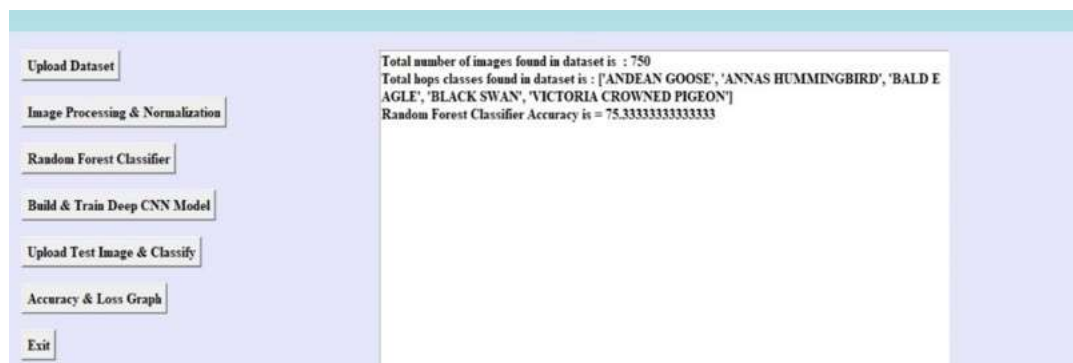 Upload Dataset
Image Processing & Normalization
Random Forest Classifier
Build & Train Deep CNN Model
Upload Test Image & Classify
Accuracy & Loss Graph
Exit
Total number of images found in dataset is : 750
Total hops classes found in dataset is : ['ANDEAN GOOSE', 'ANNAS HUMMINGBIRD', 'BALD E
AGLE', 'BLACK SWAN', 'VICTORIA CROWNED PIGEON']
Random Forest Classifier Accuracy is = 75.33333333333333